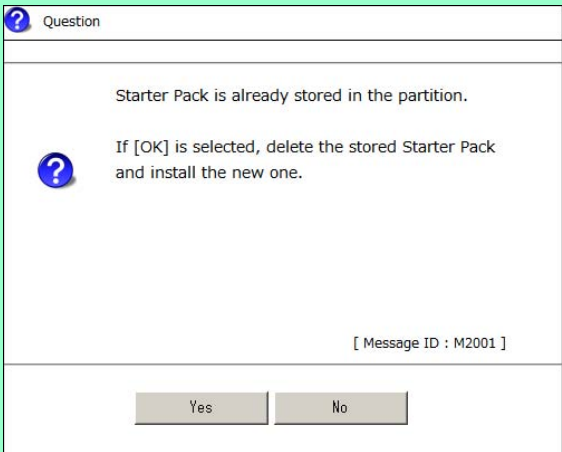 Question
Starter Pack is already stored in the partition.
If [OK] is selected, delete the stored Starter Pack
and install the new one.
[ Message ID : M2001 ]
Yes No